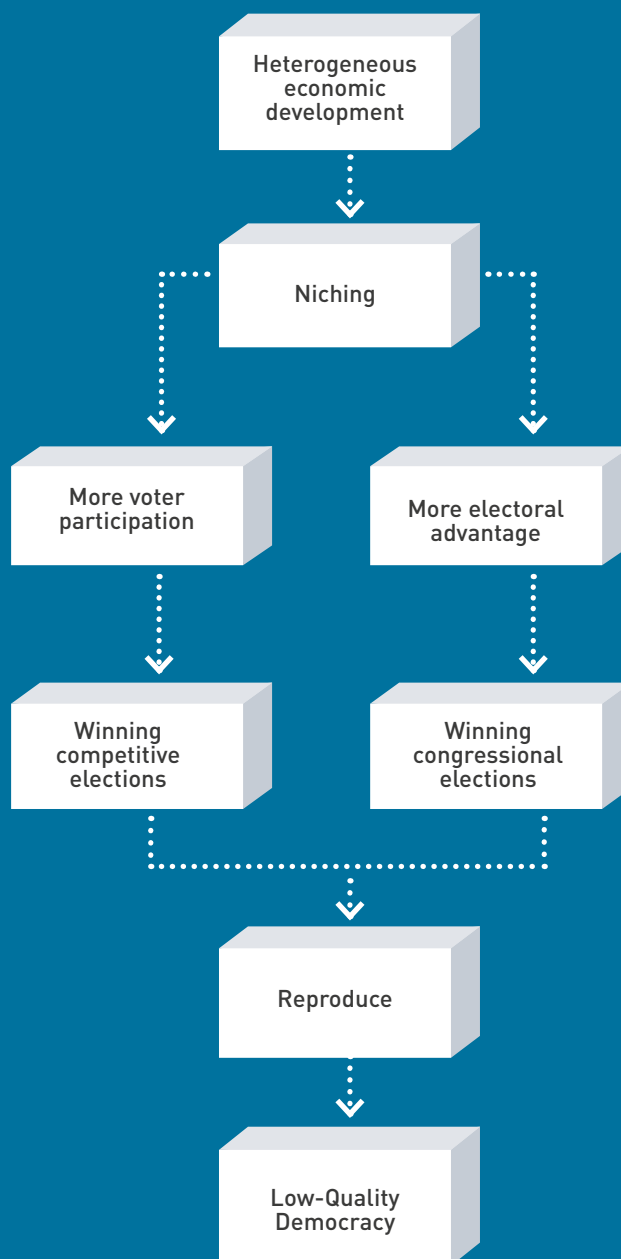 Heterogeneous
economic
development
Niching
More voter
participation
More electoral
advantage
Winning
competitive
elections
Winning
congressional
elections
Reproduce
Low-Quality
Democracy